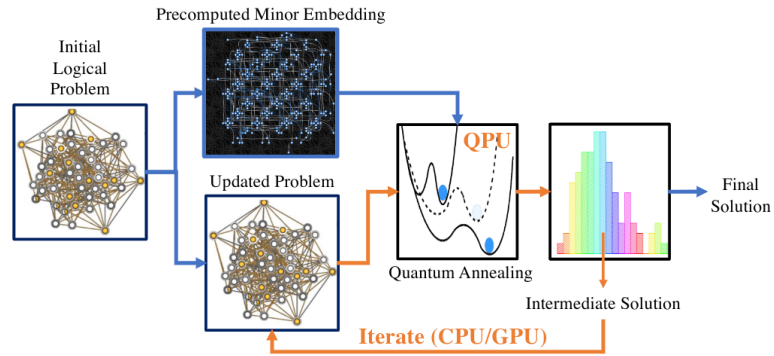 Precomputed Minor Embedding
Initial
Logical
Problem
QPU
Updated Problem
Final
Solution
Quantum Annealing
Intermediate Solution
Iterate (CPU/GPU)